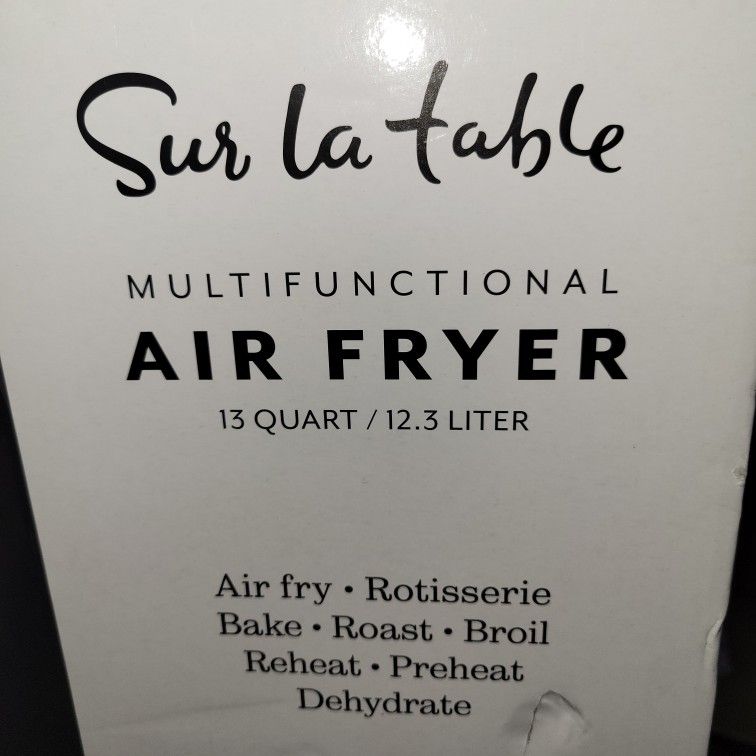 Sur la table
MULTIFUNCTIONAL
AIR FRYER
13 QUART / 12.3 LITER
Air fry • Rotisserie
Bake • Roast • Broil
Reheat • Preheat
Dehydrate